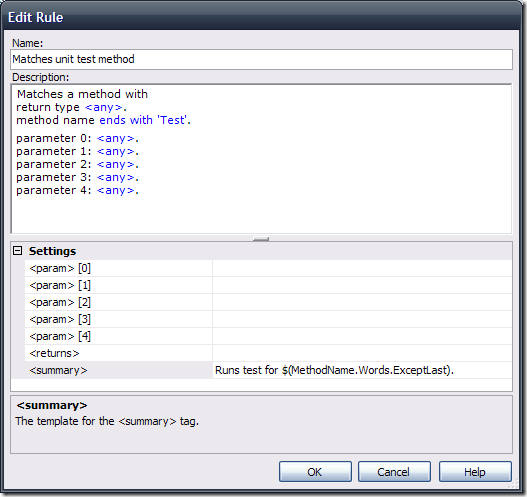 Edit Rule
Name:
Matches unit test method
Description:
Matches a method with
return type <any>.
method name ends with 'Test'.
parameter 0: <any>.
parameter 1: <any>.
parameter 2: <any>.
parameter 3: <any>.
parameter 4: <any>.
Settings
<param> [0]
<param> [1]
<param> [2]
<param> [3]
<param> [4]
<returns>
<summary> Runs test for $(MethodName.Words.ExceptLast).
<summary>
The template for the <summary> tag.
OK Cancel Help